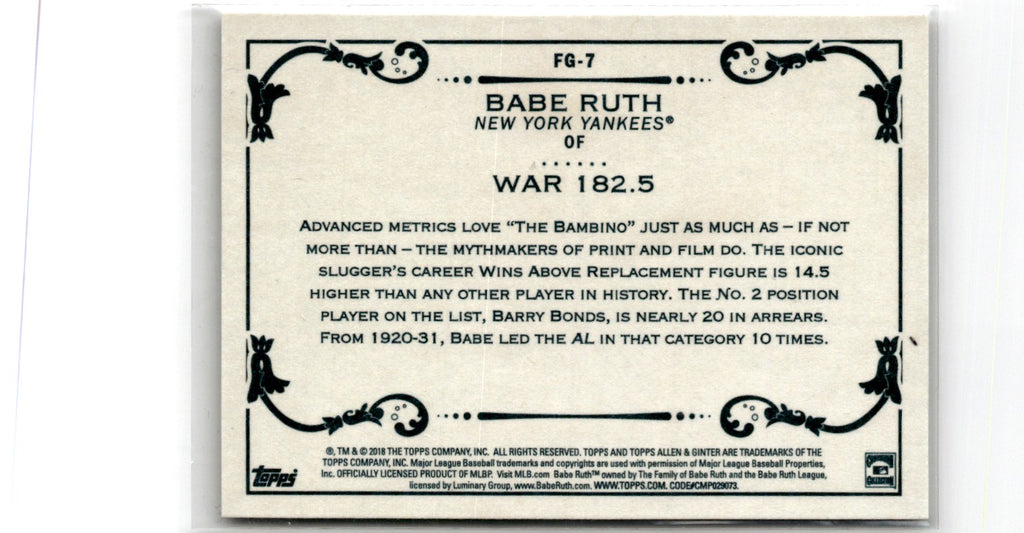 FG-7
BABE RUTH
NEW YORK YANKEES®
OF
WAR 182.5
ADVANCED METRICS LOVE “THE BAMBINO” JUST AS MUCH AS – IF NOT
MORE THAN – THE MYTHMAKERS OF PRINT AND FILM DO. THE ICONIC
SLUGGER'S CAREER WINS ABOVE REPLACEMENT FIGURE IS 14.5
HIGHER THAN ANY OTHER PLAYER IN HISTORY. THE NO. 2 POSITION
PLAYER ON THE LIST, BARRY BONDS, IS NEARLY 20 IN ARREARS.
FROM 1920-31, BABE LED THE AL IN THAT CATEGORY 10 TIMES.
®, TM & © 2018 THE TOPPS COMPANY, INC. ALL RIGHTS RESERVED. TOPPS AND TOPPS ALLEN & GINTER ARE TRADEMARKS OF THE
TOPPS COMPANY, INC. Major League Baseball trademarks and copyrights are used with permission of Major League Baseball Properties,
Inc. OFFICIALLY LICENSED PRODUCT OF MLBP. Visit MLB.com Babe Ruth™ owned by The Family of Babe Ruth and the Babe Ruth League,
licensed by Luminary Group, www.BabeRuth.com. WWW.TOPPS.COM. CODE#CMP029073.
Topps